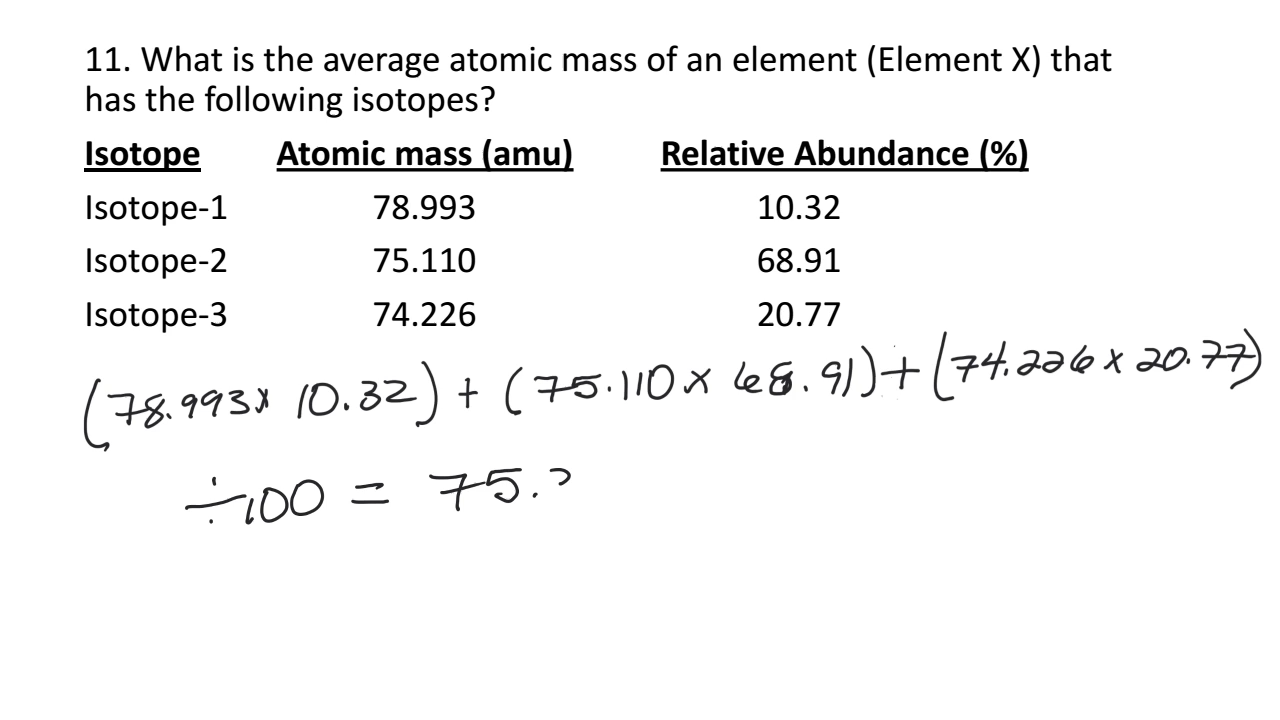 11. What is the average atomic mass of an element (Element X) that
has the following isotopes?
Isotope Atomic mass (amu) Relative Abundance (%)
Isotope-1 78.993 10.32
Isotope-2 75.110 68.91
Isotope-3 74.226 20.77
(78.993 x 10.32) + (75.110 x 68.91) + (74.226 x 20.77)
÷100 = 75.